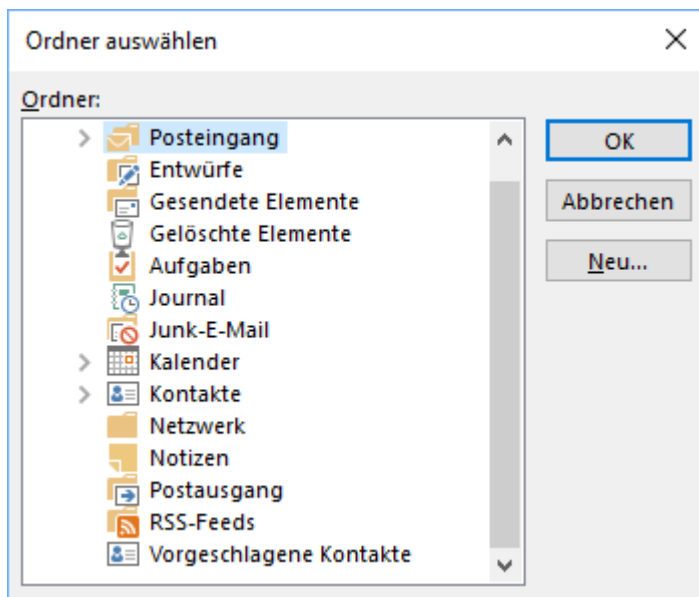 Ordner auswählen
Ordner:
Posteingang
OK
Entwürfe
Gesendete Elemente
Abbrechen
Gelöschte Elemente
Aufgaben
Neu...
Journal
Junk-E-Mail
Kalender
Kontakte
Netzwerk
Notizen
Postausgang
RSS-Feeds
Vorgeschlagene Kontakte